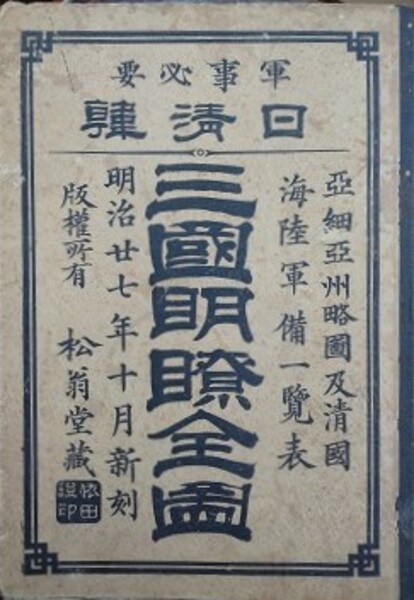 軍事必要
日清韓
亞細亞州略圖及清國
海陸軍備一覽表
三國明瞭全圖
明治廿七年十月新刻
版權所有
松翁堂藏